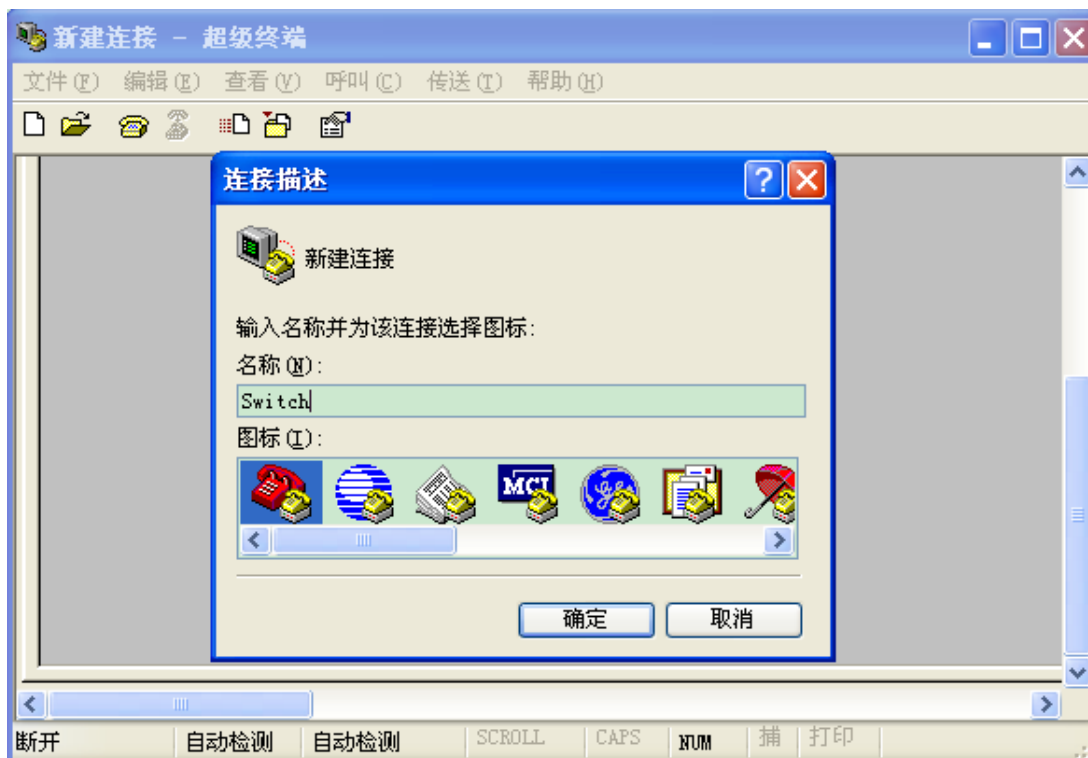 新建连接 - 超级终端
文件(F) 编辑(E) 查看(V) 呼叫(C) 传送(T) 帮助(H)
连接描述
新建连接
输入名称并为该连接选择图标:
名称(N):
Switch
图标(I):
MCI
确定 取消
断开 自动检测 自动检测 SCROLL CAPS NUM 捕 打印